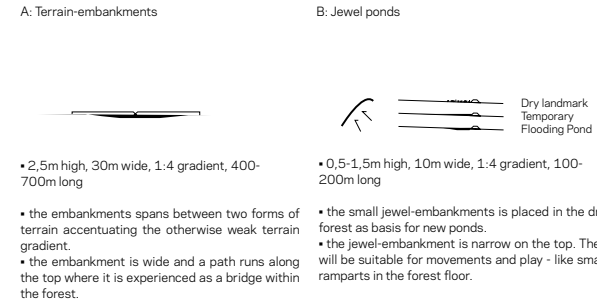 A: Terrain-embankments
▪ 2,5m high, 30m wide, 1:4 gradient, 400-
700m long
▪ the embankments spans between two forms of
terrain accentuating the otherwise weak terrain
gradient.
▪ the embankment is wide and a path runs along
the top where it is experienced as a bridge within
the forest.
B: Jewel ponds
Dry landmark
Temporary
Flooding Pond
▪ 0,5-1,5m high, 10m wide, 1:4 gradient, 100-
200m long
▪ the small jewel-embankments is placed in the
forest as basis for new ponds.
▪ the jewel-embankment is narrow on the top.
will be suitable for movements and play - like
ramparts in the forest floor.